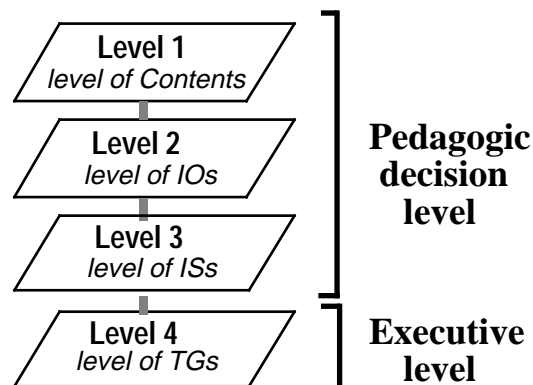 Level 1
level of Contents
Level 2
level of IOs
Level 3
level of ISs
Level 4
level of TGs
Pedagogic
decision
level
Executive
level